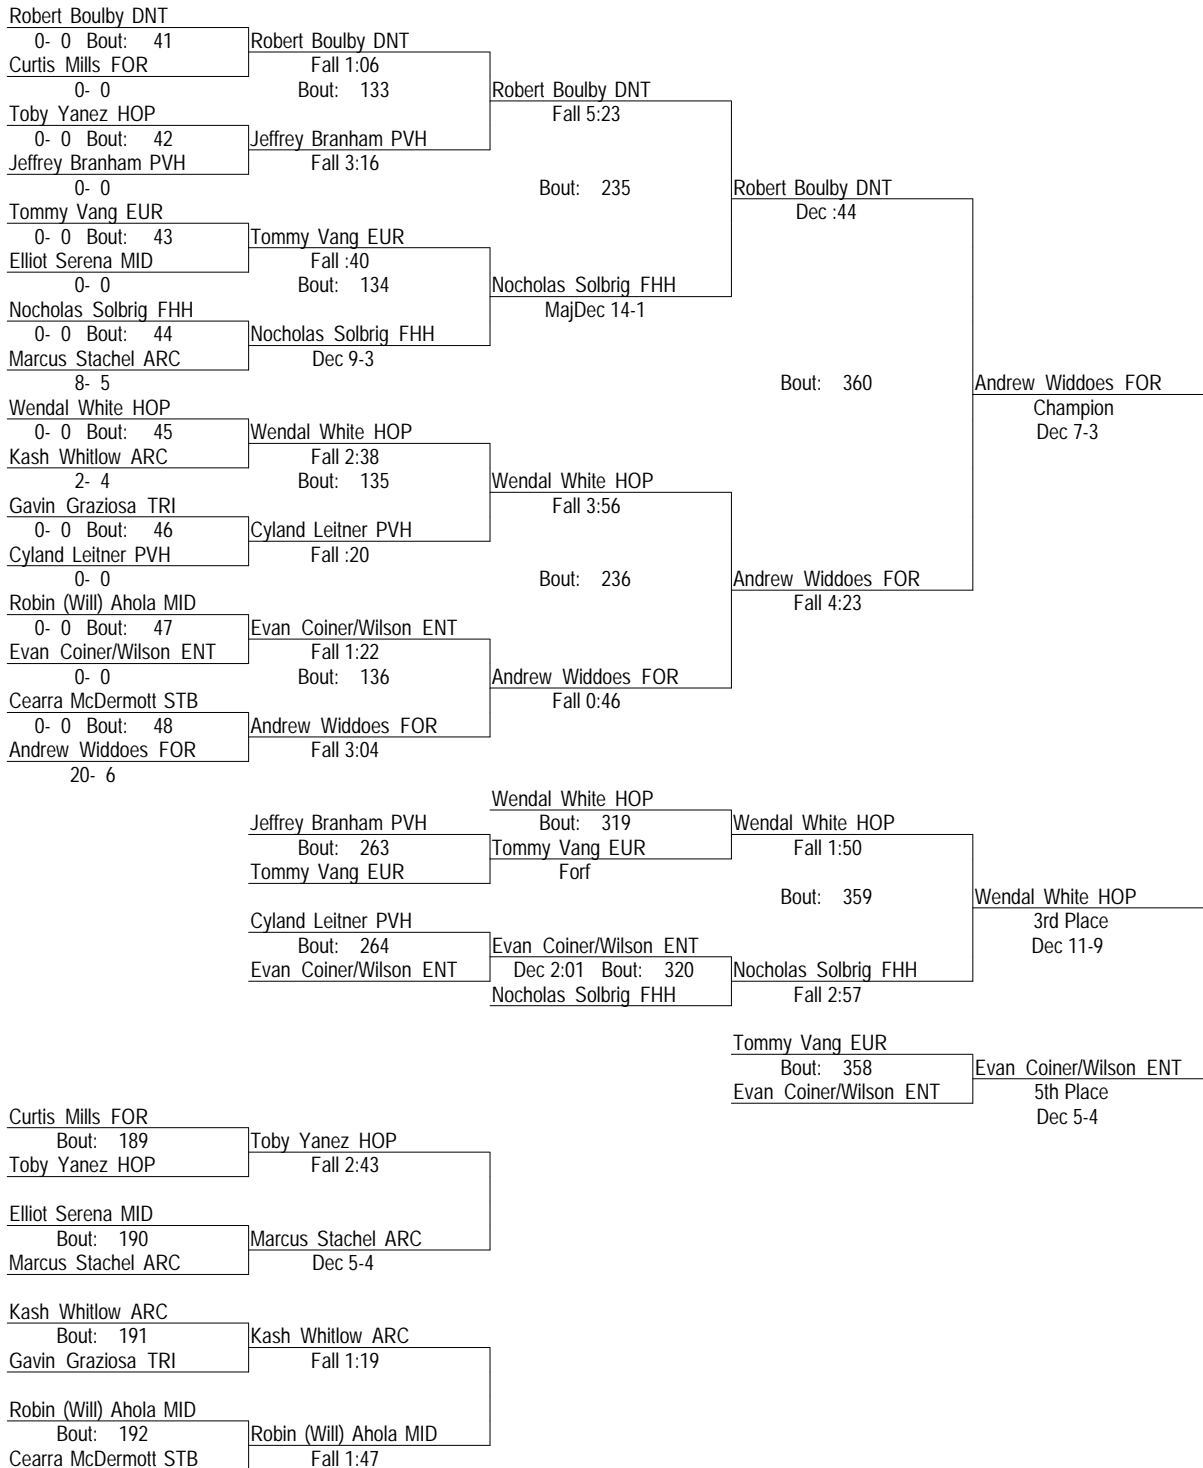 Robert Boulby DNT
0- 0 Bout: 41
Robert Boulby DNT
Curtis Mills FOR
Fall 1:06
0- 0
Bout: 133
Robert Boulby DNT
Toby Yanez HOP
Fall 5:23
0- 0 Bout: 42
Jeffrey Branham PVH
Jeffrey Branham PVH
Fall 3:16
0- 0
Bout: 235
Robert Boulby DNT
Tommy Vang EUR
Dec :44
0- 0 Bout: 43
Tommy Vang EUR
Elliot Serena MID
Fall :40
0- 0
Bout: 134
Nocholas Solbrig FHH
Nocholas Solbrig FHH
MajDec 14-1
0- 0 Bout: 44
Nocholas Solbrig FHH
Marcus Stachel ARC
Dec 9-3
8- 5
Bout: 360
Andrew Widdoes FOR
Wendal White HOP
Champion
0- 0 Bout: 45
Wendal White HOP
Dec 7-3
Kash Whitlow ARC
Fall 2:38
2- 4
Bout: 135
Wendal White HOP
Gavin Graziosa TRI
Fall 3:56
0- 0 Bout: 46
Cyland Leitner PVH
Cyland Leitner PVH
Fall :20
0- 0
Bout: 236
Andrew Widdoes FOR
Robin (Will) Ahola MID
Fall 4:23
0- 0 Bout: 47
Evan Coiner/Wilson ENT
Evan Coiner/Wilson ENT
Fall 1:22
0- 0
Bout: 136
Andrew Widdoes FOR
Cearra McDermott STB
Fall 0:46
0- 0 Bout: 48
Andrew Widdoes FOR
Andrew Widdoes FOR
Fall 3:04
20- 6
Wendal White HOP
Jeffrey Branham PVH
Bout: 319
Wendal White HOP
Bout: 263
Tommy Vang EUR
Fall 1:50
Tommy Vang EUR
Forf
Bout: 359
Wendal White HOP
Cyland Leitner PVH
3rd Place
Bout: 264
Evan Coiner/Wilson ENT
Dec 11-9
Evan Coiner/Wilson ENT
Dec 2:01 Bout: 320
Nocholas Solbrig FHH
Nocholas Solbrig FHH
Fall 2:57
Tommy Vang EUR
Bout: 358
Evan Coiner/Wilson ENT
Evan Coiner/Wilson ENT
5th Place
Dec 5-4
Curtis Mills FOR
Bout: 189
Toby Yanez HOP
Toby Yanez HOP
Fall 2:43
Elliot Serena MID
Bout: 190
Marcus Stachel ARC
Marcus Stachel ARC
Dec 5-4
Kash Whitlow ARC
Bout: 191
Kash Whitlow ARC
Gavin Graziosa TRI
Fall 1:19
Robin (Will) Ahola MID
Bout: 192
Robin (Will) Ahola MID
Cearra McDermott STB
Fall 1:47